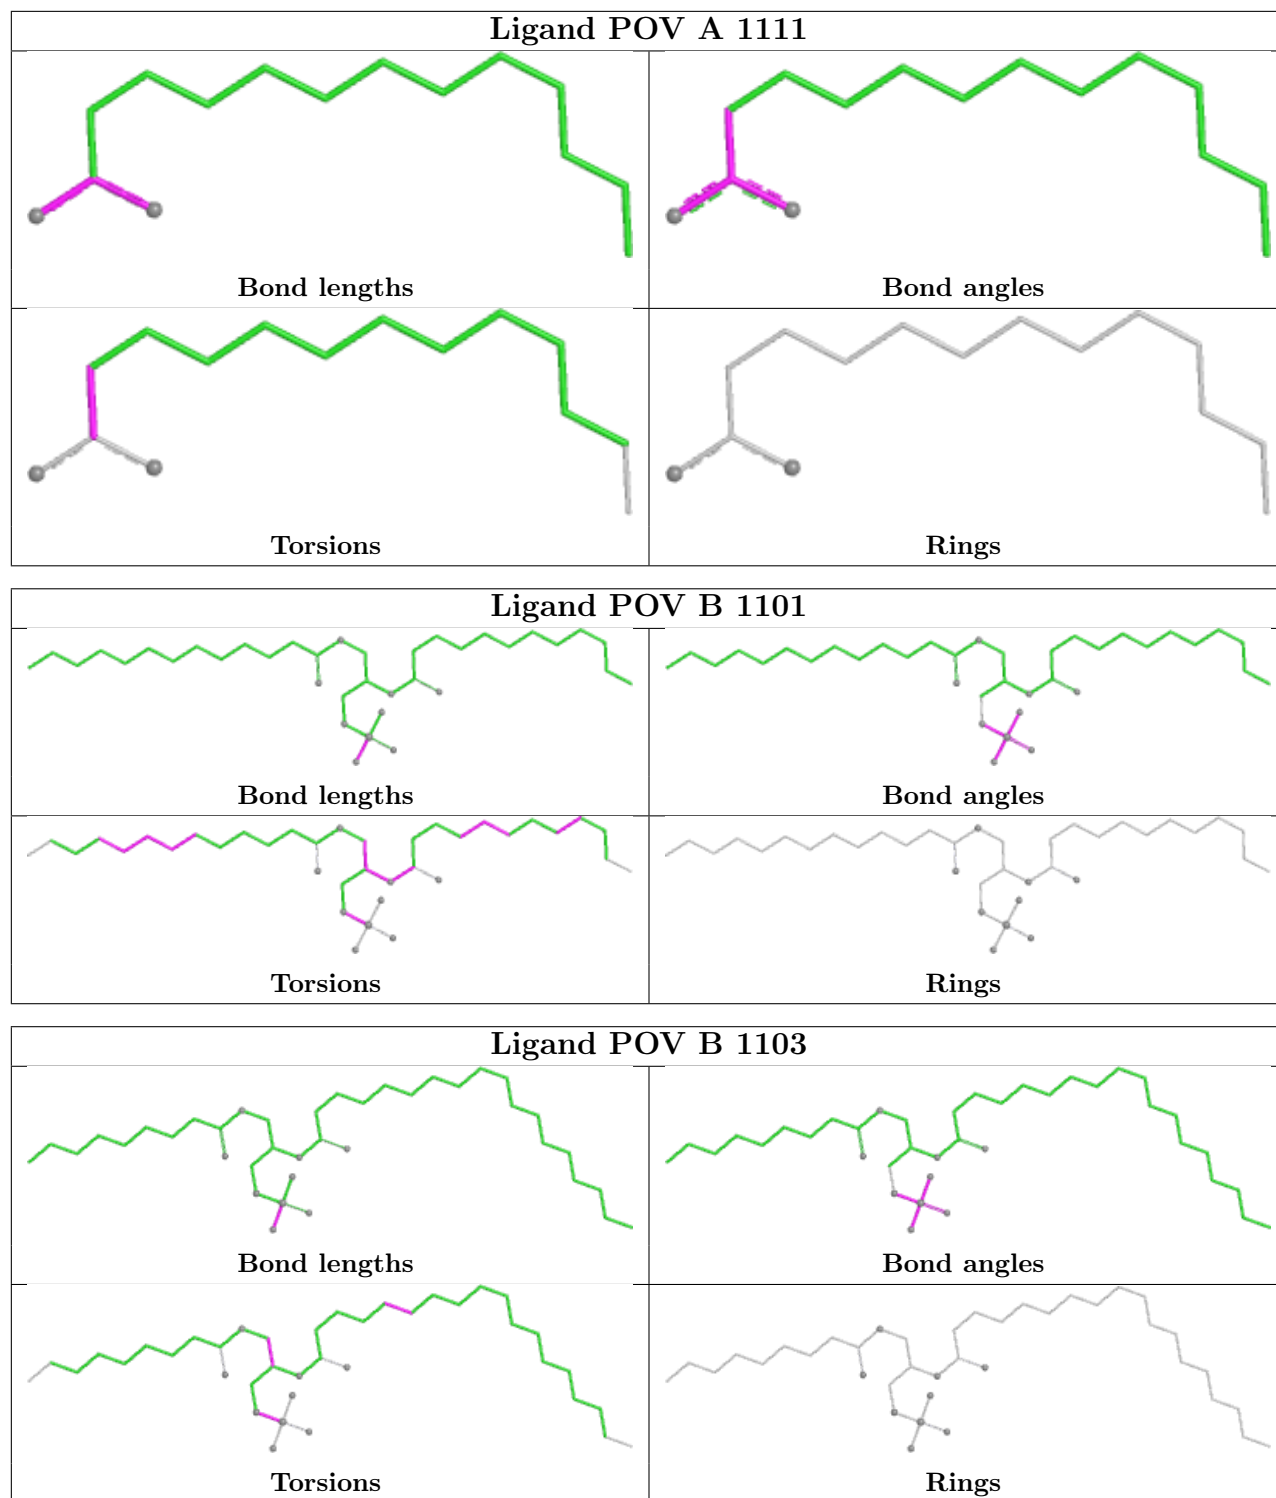 Ligand POV A 1111
Bond lengths
Bond angles
Torsions
Rings
Ligand POV B 1101
Bond lengths
Bond angles
Torsions
Rings
Ligand POV B 1103
Bond lengths
Bond angles
Torsions
Rings